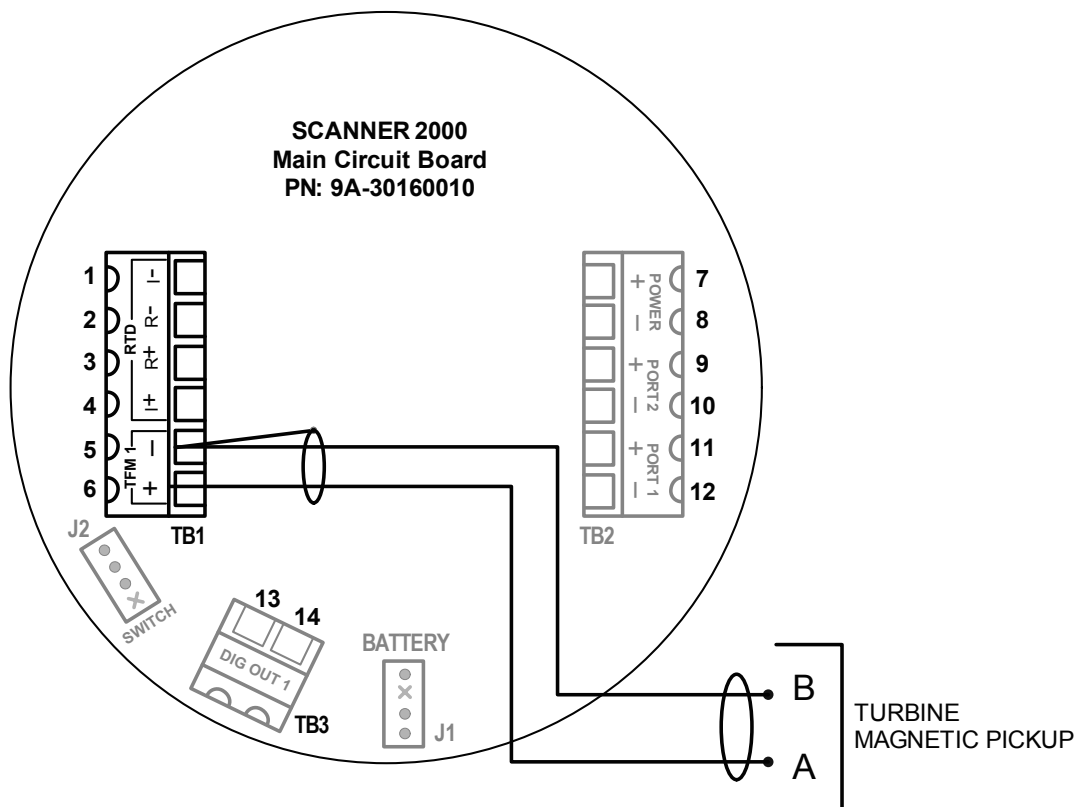 SCANNER 2000
Main Circuit Board
PN: 9A-30160010
1
2
3
4
5
6
I-
R-
R+
I+
RTD
−
+
TFM 1
TB1
+
−
POWER
+
−
PORT 2
+
−
PORT 1
7
8
9
10
11
12
TB2
J2
SWITCH
13
14
DIG OUT 1
TB3
BATTERY
J1
B
A
TURBINE
MAGNETIC PICKUP